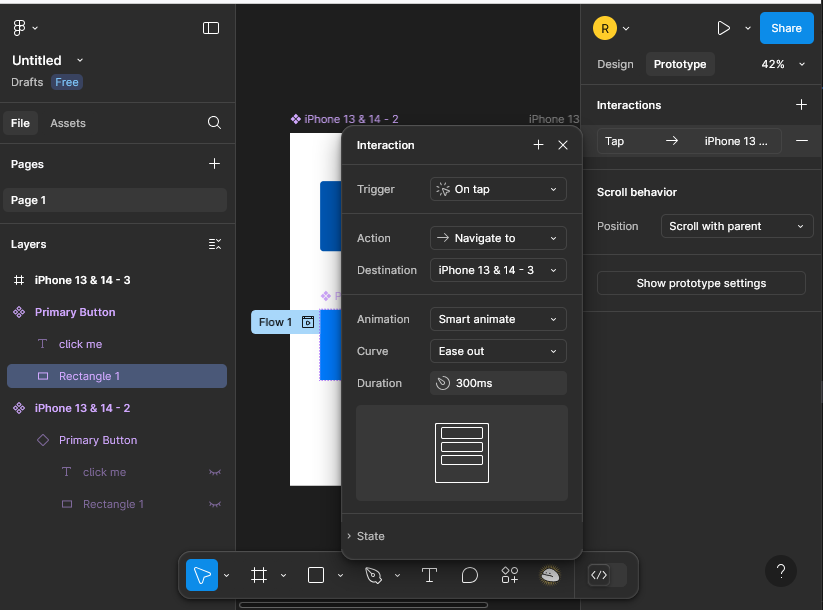 Untitled
Drafts Free
File Assets
Pages
Page 1
Layers
iPhone 13 & 14 - 3
Primary Button
click me
Rectangle 1
iPhone 13 & 14 - 2
Primary Button
click me
Rectangle 1
iPhone 13 & 14 - 2
iPhone 13
P
Flow 1
Interaction
Trigger On tap
Action Navigate to
Destination iPhone 13 & 14 - 3
Animation Smart animate
Curve Ease out
Duration 300ms
State
R
Share
Design Prototype 42%
Interactions
Tap iPhone 13 ...
Scroll behavior
Position Scroll with parent
Show prototype settings
?